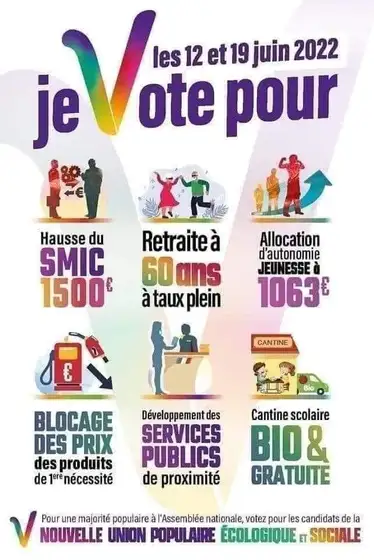 les 12 et 19 juin 2022
je Vote pour
Hausse du
SMIC
1500€
Retraite à
60 ans
à taux plein
Allocation
d'autonomie
JEUNESSE à
1063€
€
€
CANTINE
Bio
BLOCAGE
DES PRIX
des produits
de 1ère nécessité
Développement des
SERVICES
PUBLICS
de proximité
Cantine scolaire
BIO &
GRATUITE
Pour une majorité populaire à l'Assemblée nationale, votez pour les candidats de la
NOUVELLE UNION POPULAIRE ÉCOLOGIQUE ET SOCIALE